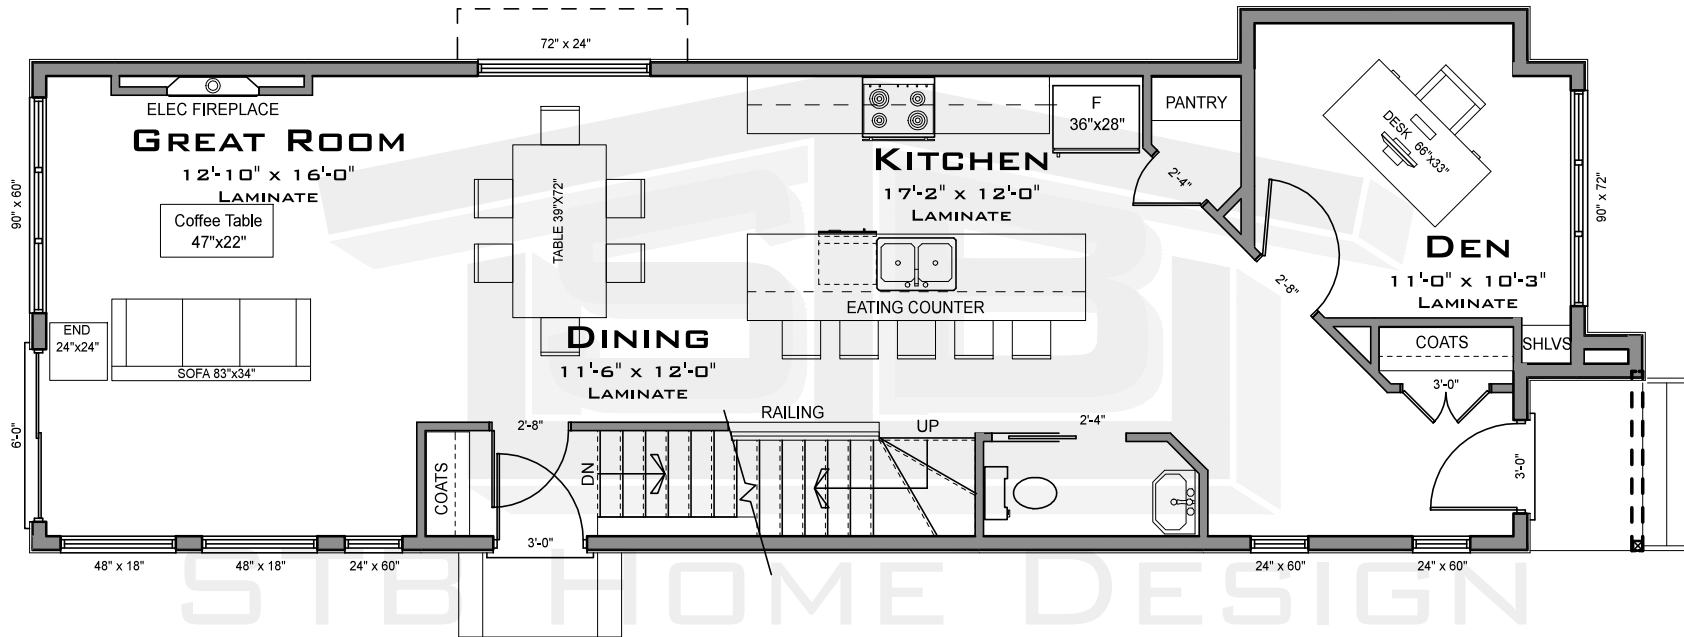 72" x 24"
ELEC FIREPLACE
GREAT ROOM
12'-10" x 16'-0"
LAMINATE
90" x 60"
Coffee Table
47"x22"
END
24"x24"
SOFA 83"x34"
6'-0"
TABLE 39"X72"
DINING
11'-6" x 12'-0"
LAMINATE
KITCHEN
17'-2" x 12'-0"
LAMINATE
F
36"x28"
PANTRY
2'-4"
EATING COUNTER
DESK 66"x33"
DEN
11'-0" x 10'-3"
LAMINATE
90" x 72"
2'-8"
COATS
SHLVS
3'-0"
3'-0"
RAILING
UP
2'-4"
2'-8"
DN
COATS
3'-0"
48" x 18"
48" x 18"
24" x 60"
24" x 60"
24" x 60"
STB HOME DESIGN